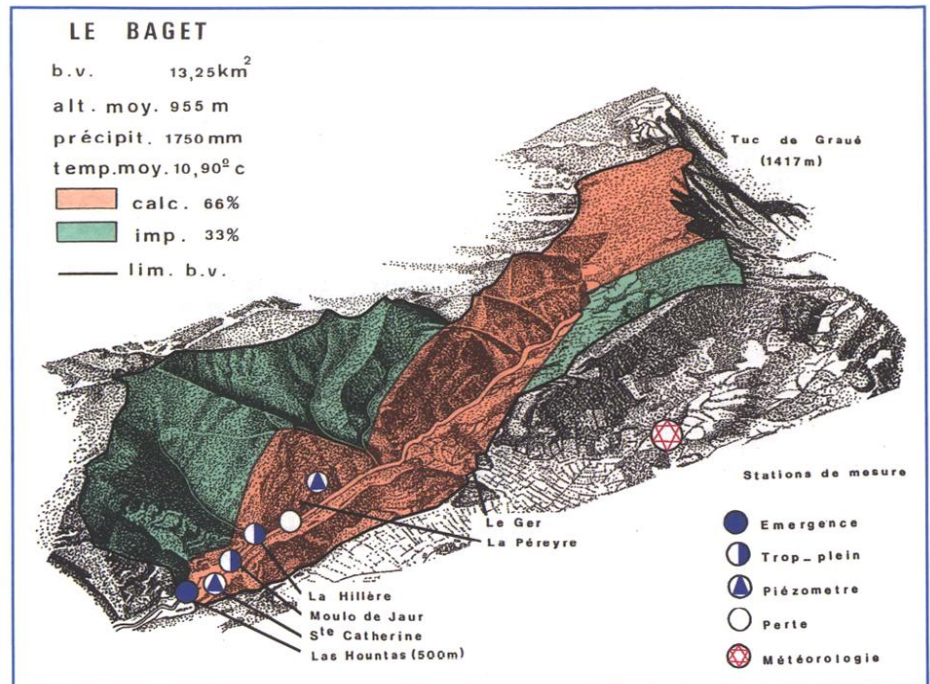 LE BAGET
b.v. 13,25km2
alt. moy. 955 m
précipit. 1750 mm
temp.moy. 10,90º c
calc. 66%
imp. 33%
lim. b.v.
Tuc de Graué
(1417m)
Stations de mesure
Le Ger
La Péreyre
Emergence
Trop_plein
La Hillère
Piézometre
Moulo de Jaur
Perte
Ste Catherine
Las Hountas (500m)
Météorologie